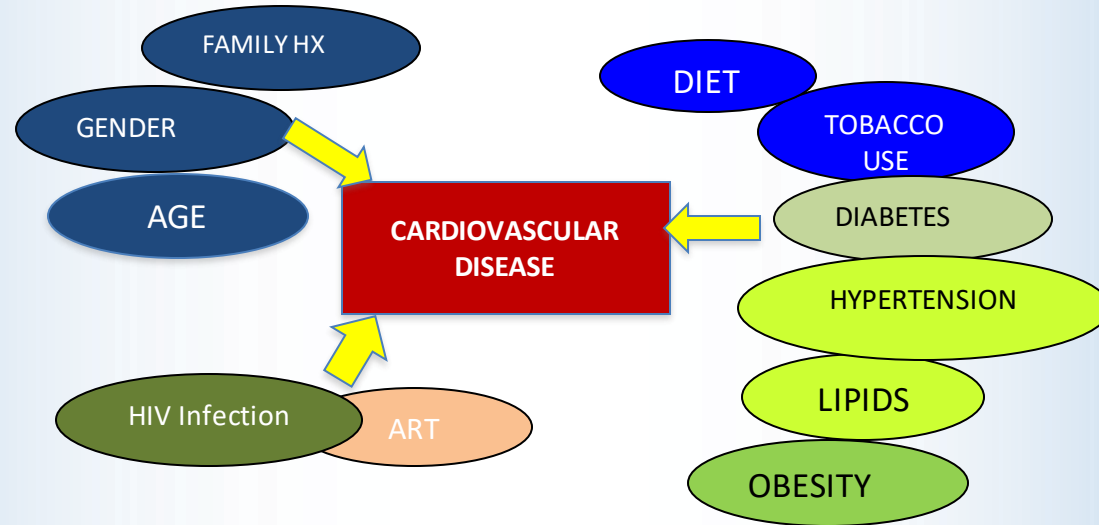 FAMILY HX
GENDER
AGE
CARDIOVASCULAR
DISEASE
HIV Infection
ART
DIET
TOBACCO
USE
DIABETES
HYPERTENSION
LIPIDS
OBESITY